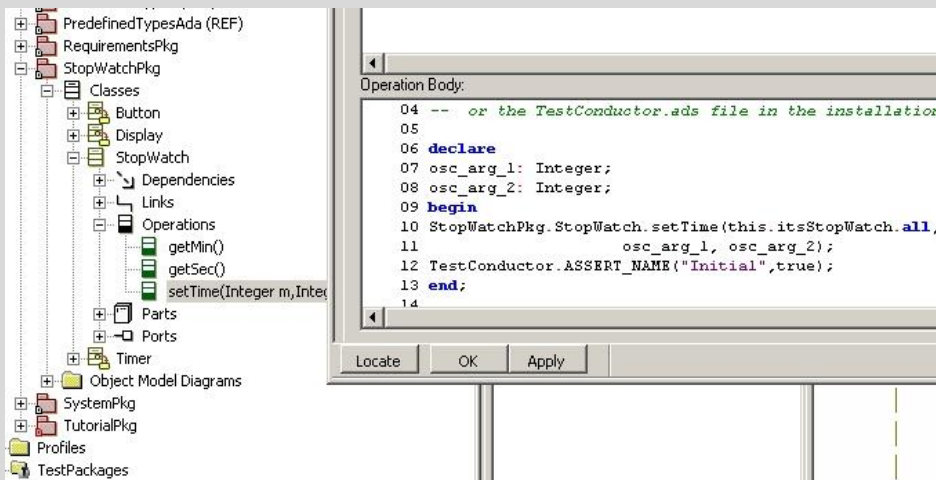 PredefinedTypesAda (REF)
RequirementsPkg
StopWatchPkg
Classes
Button
Display
StopWatch
Dependencies
Links
Operations
getMin()
getSec()
setTime(Integer m,Integ
Parts
Ports
Timer
Object Model Diagrams
SystemPkg
TutorialPkg
Profiles
TestPackages
Operation Body:
04 -- or the TestConductor.ads file in the installation
05
06 declare
07 osc_arg_1: Integer;
08 osc_arg_2: Integer;
09 begin
10 StopWatchPkg.StopWatch.setTime(this.itsStopWatch.all,
11 osc_arg_1, osc_arg_2);
12 TestConductor.ASSERT_NAME("Initial",true);
13 end;
14
Locate OK Apply